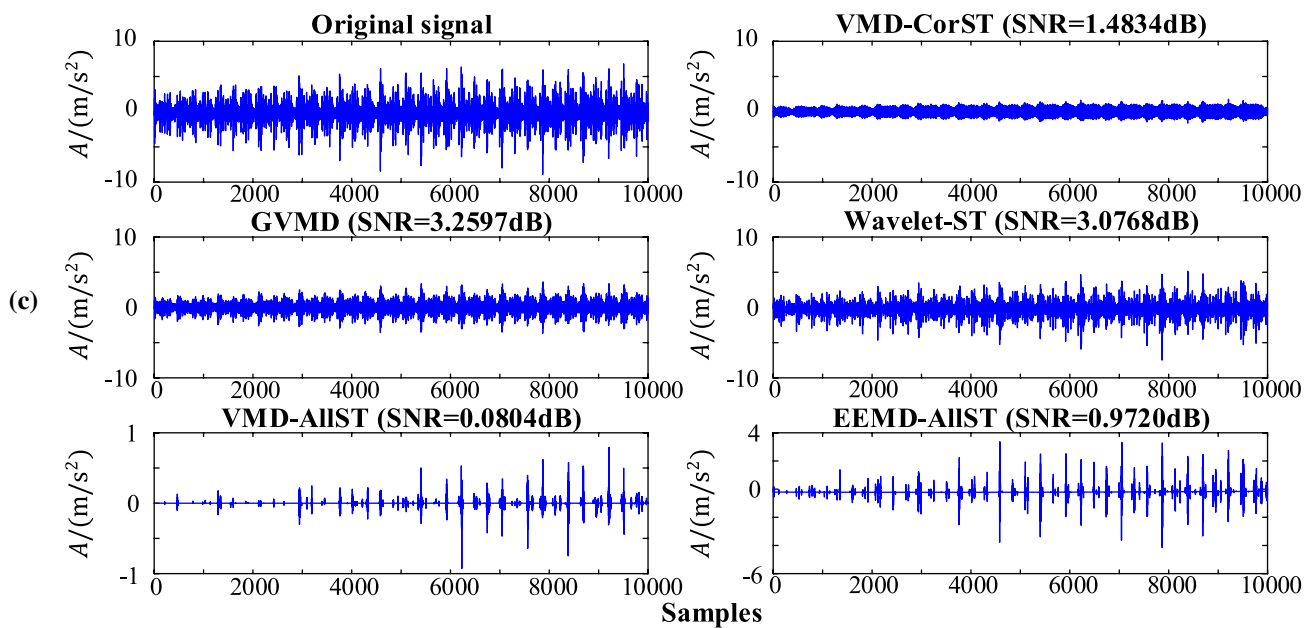 Original signal
VMD-CorST (SNR=1.4834dB)
10
0
-10
A/(m/s²)
0 2000 4000 6000 8000 10000
10
0
-10
A/(m/s²)
0 2000 4000 6000 8000 10000
(c)
GVMD (SNR=3.2597dB)
Wavelet-ST (SNR=3.0768dB)
10
0
-10
A/(m/s²)
0 2000 4000 6000 8000 10000
10
0
-10
A/(m/s²)
0 2000 4000 6000 8000 10000
VMD-AllST (SNR=0.0804dB)
EEMD-AllST (SNR=0.9720dB)
1
0
-1
A/(m/s²)
0 2000 4000 6000 8000 10000
4
0
-6
A/(m/s²)
0 2000 4000 6000 8000 10000
Samples